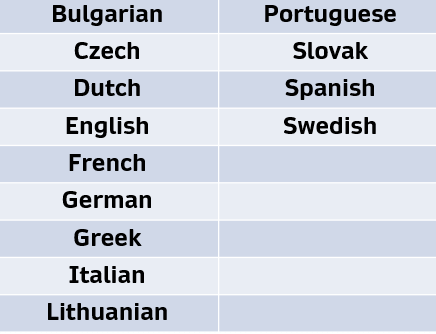 Bulgarian
Czech
Dutch
English
French
German
Greek
Italian
Lithuanian
Portuguese
Slovak
Spanish
Swedish